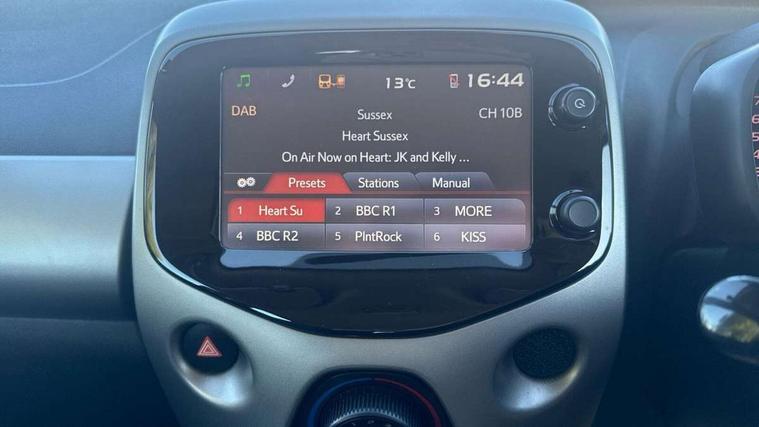 13°C 16:44
DAB Sussex CH 10B
Heart Sussex
On Air Now on Heart: JK and Kelly ...
Presets Stations Manual
1 Heart Su 2 BBC R1 3 MORE
4 BBC R2 5 PlntRock 6 KISS